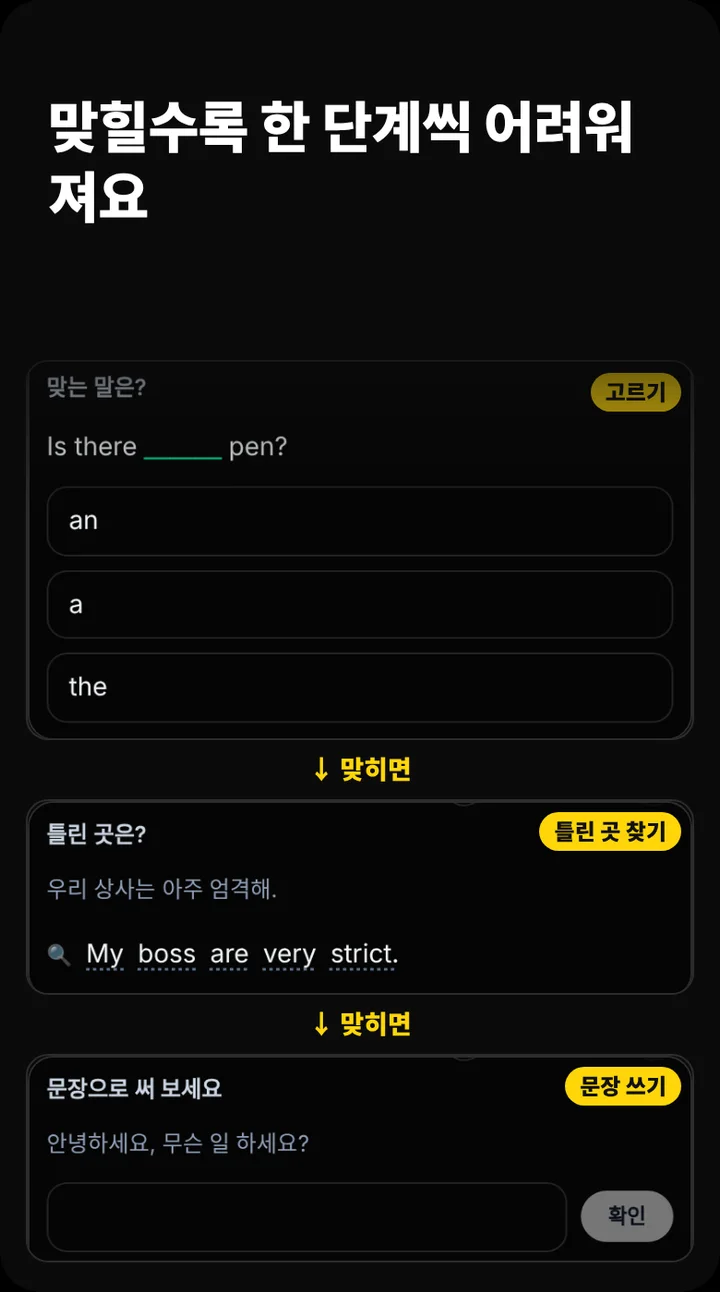 맞힐수록 한 단계씩 어려워
져요
맞는 말은?
고르기
Is there ______ pen?
an
a
the
↓ 맞히면
틀린 곳은?
틀린 곳 찾기
우리 상사는 아주 엄격해.
My boss are very strict.
↓ 맞히면
문장으로 써 보세요
문장 쓰기
안녕하세요, 무슨 일 하세요?
확인